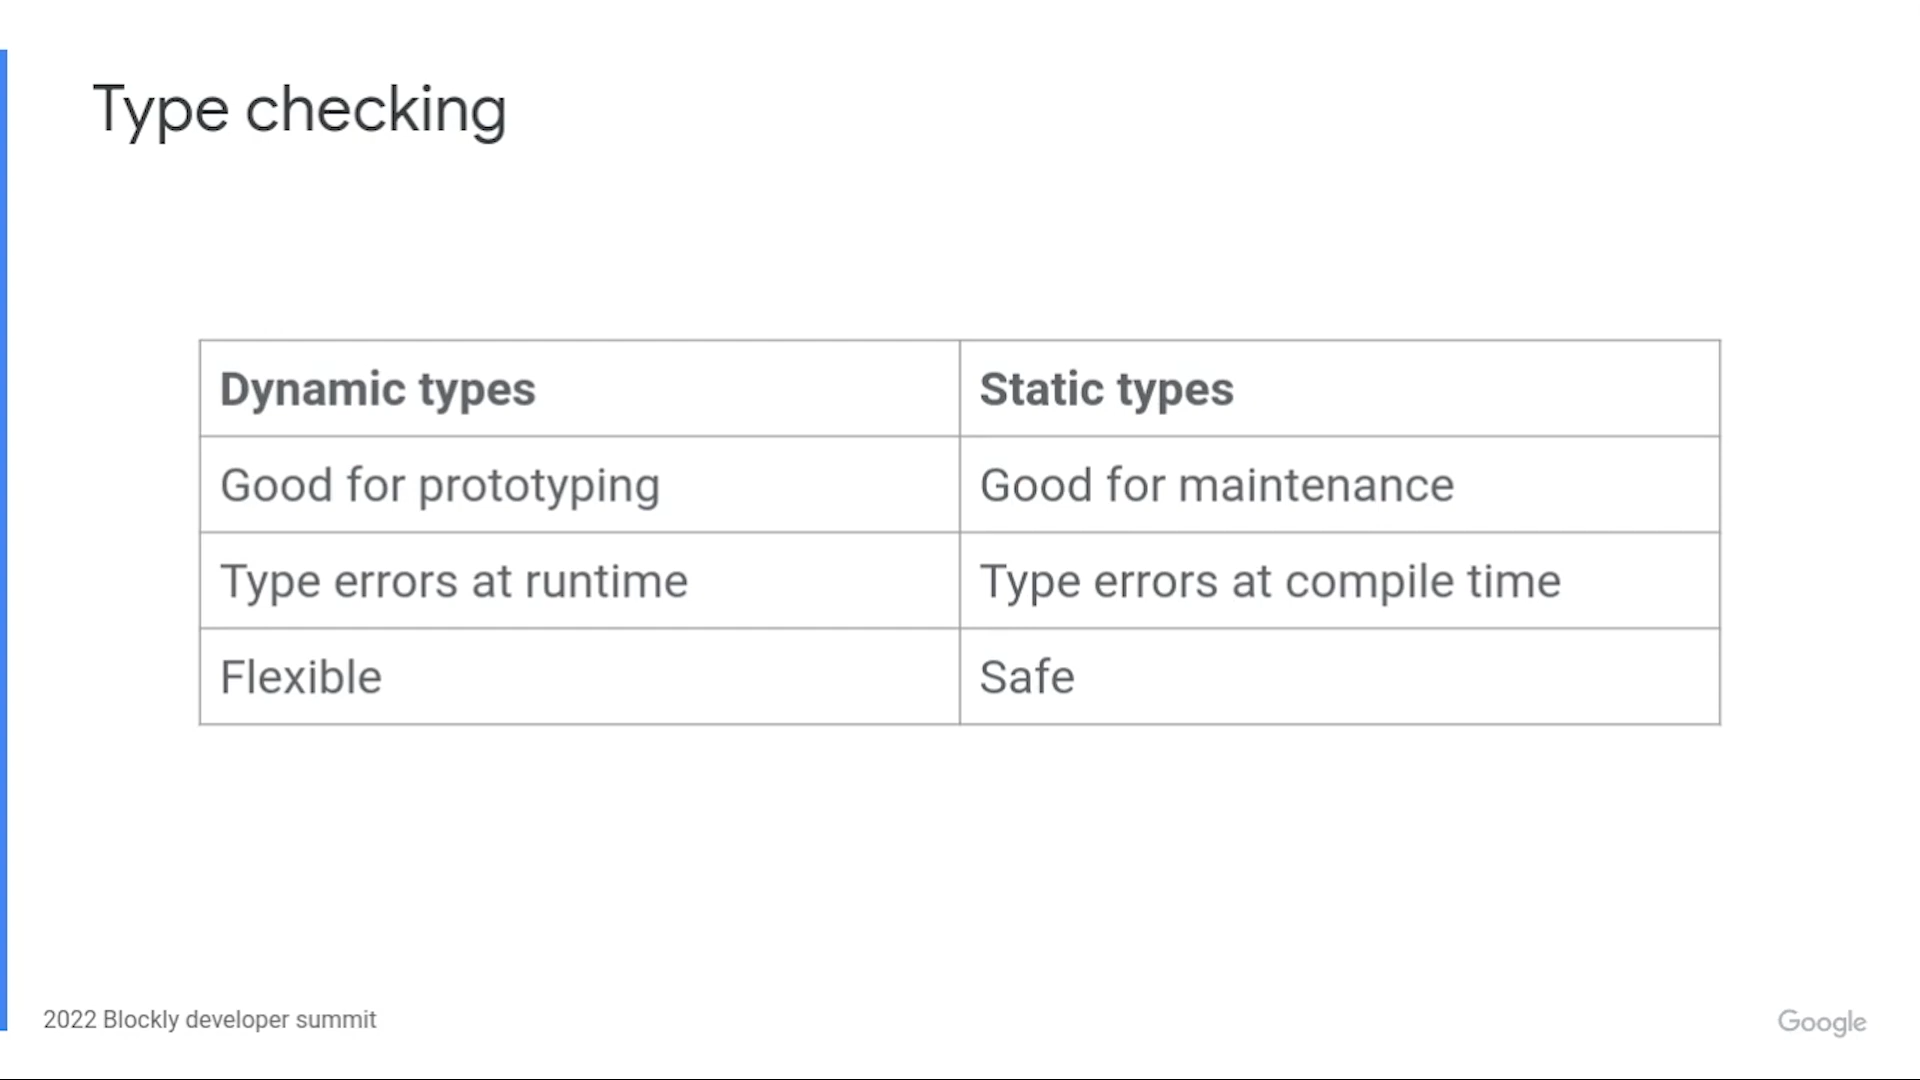 Type checking
Dynamic types
Static types
Good for prototyping
Good for maintenance
Type errors at runtime
Type errors at compile time
Flexible
Safe
2022 Blockly developer summit
Google